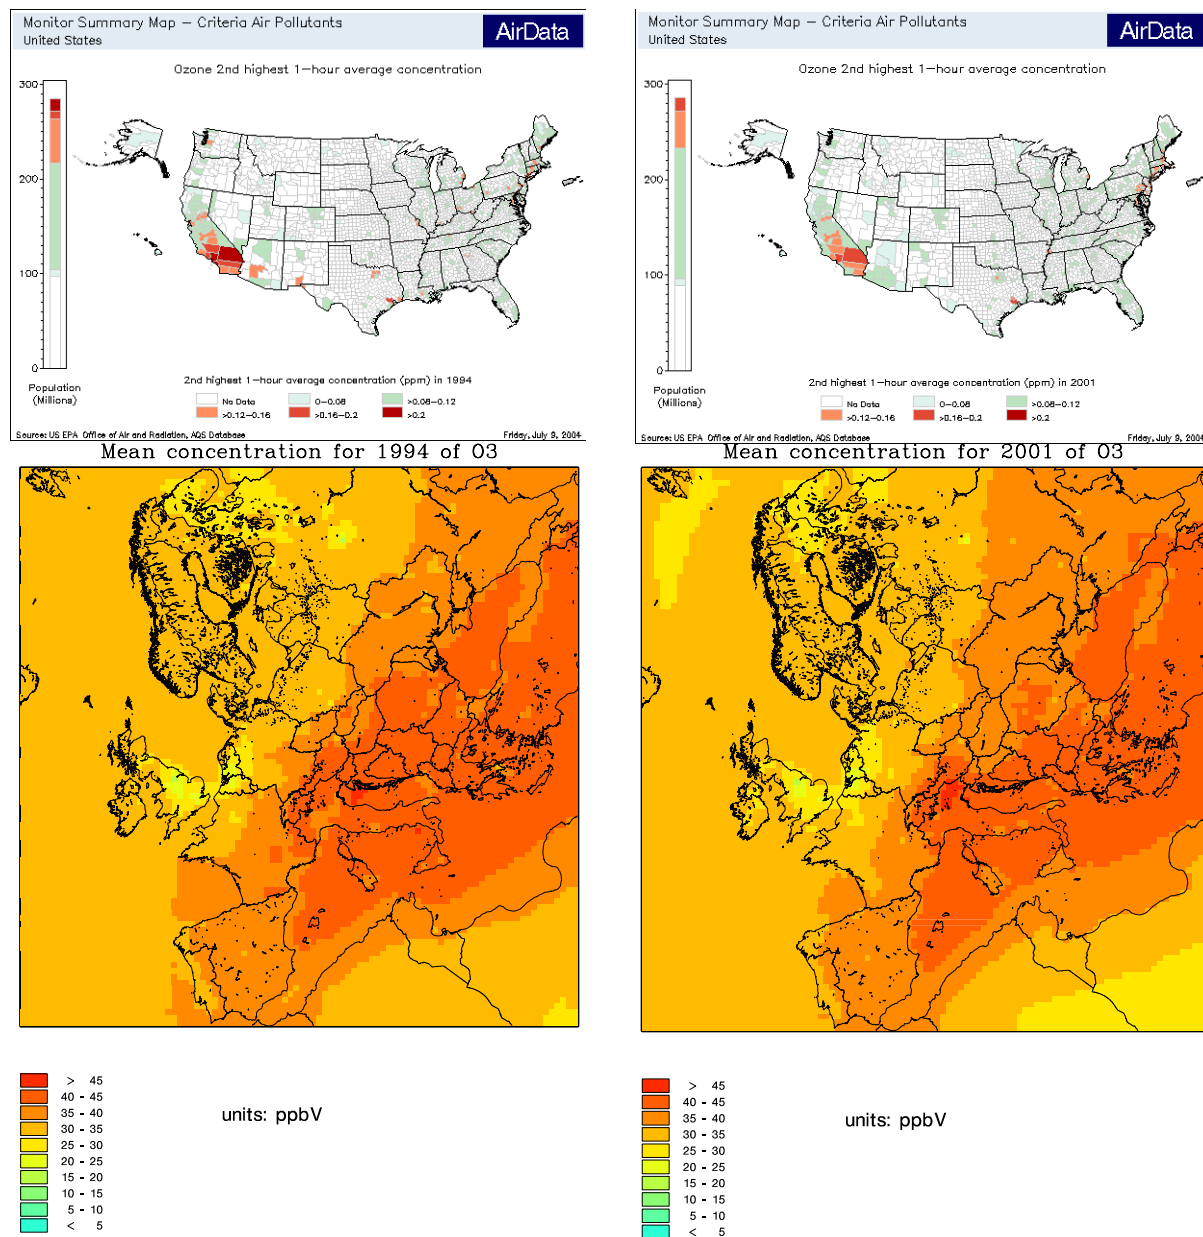 Monitor Summary Map – Criteria Air Pollutants
United States
AirData
Ozone 2nd highest 1–hour average concentration
300
200
100
0
Population
(Millions)
2nd highest 1–hour average concentration (ppm) in 1994
No Data
0–0.08
>0.08–0.12
>0.12–0.16
>0.16–0.2
>0.2
Source: US EPA Office of Air and Radiation, AQS Database
Friday, July 9, 2004
Monitor Summary Map – Criteria Air Pollutants
United States
AirData
Ozone 2nd highest 1–hour average concentration
300
200
100
0
Population
(Millions)
2nd highest 1–hour average concentration (ppm) in 2001
No Data
0–0.08
>0.08–0.12
>0.12–0.16
>0.16–0.2
>0.2
Source: US EPA Office of Air and Radiation, AQS Database
Friday, July 9, 2004
Mean concentration for 1994 of O3
> 45
40 - 45
35 - 40
30 - 35
25 - 30
20 - 25
15 - 20
10 - 15
5 - 10
< 5
units: ppbV
Mean concentration for 2001 of O3
> 45
40 - 45
35 - 40
30 - 35
25 - 30
20 - 25
15 - 20
10 - 15
5 - 10
< 5
units: ppbV